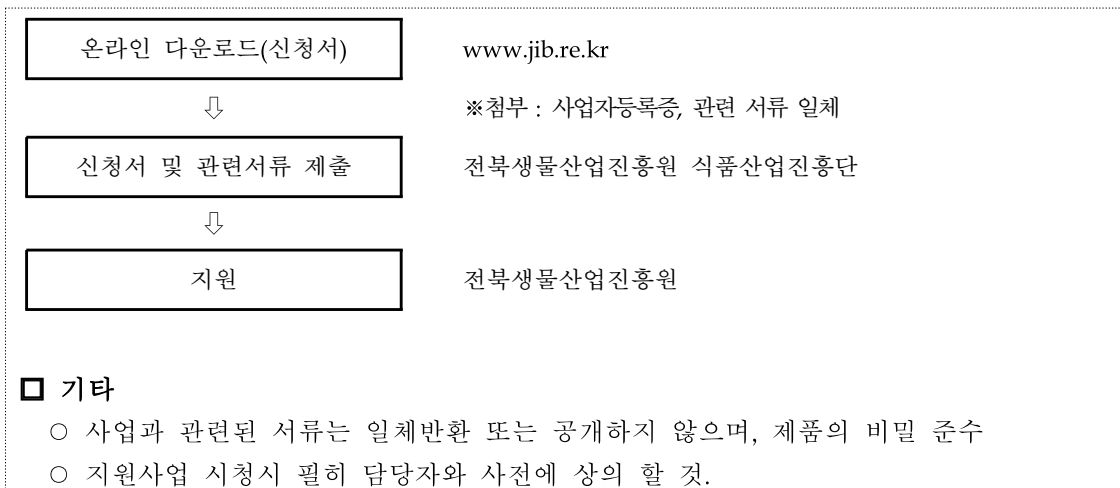 온라인 다운로드(신청서) www.jib.re.kr
⇩ ※첨부 : 사업자등록증, 관련 서류 일체
신청서 및 관련서류 제출 전북생물산업진흥원 식품산업진흥단
⇩
지원 전북생물산업진흥원
□ 기타
○ 사업과 관련된 서류는 일체반환 또는 공개하지 않으며, 제품의 비밀 준수
○ 지원사업 시청시 필히 담당자와 사전에 상의 할 것.